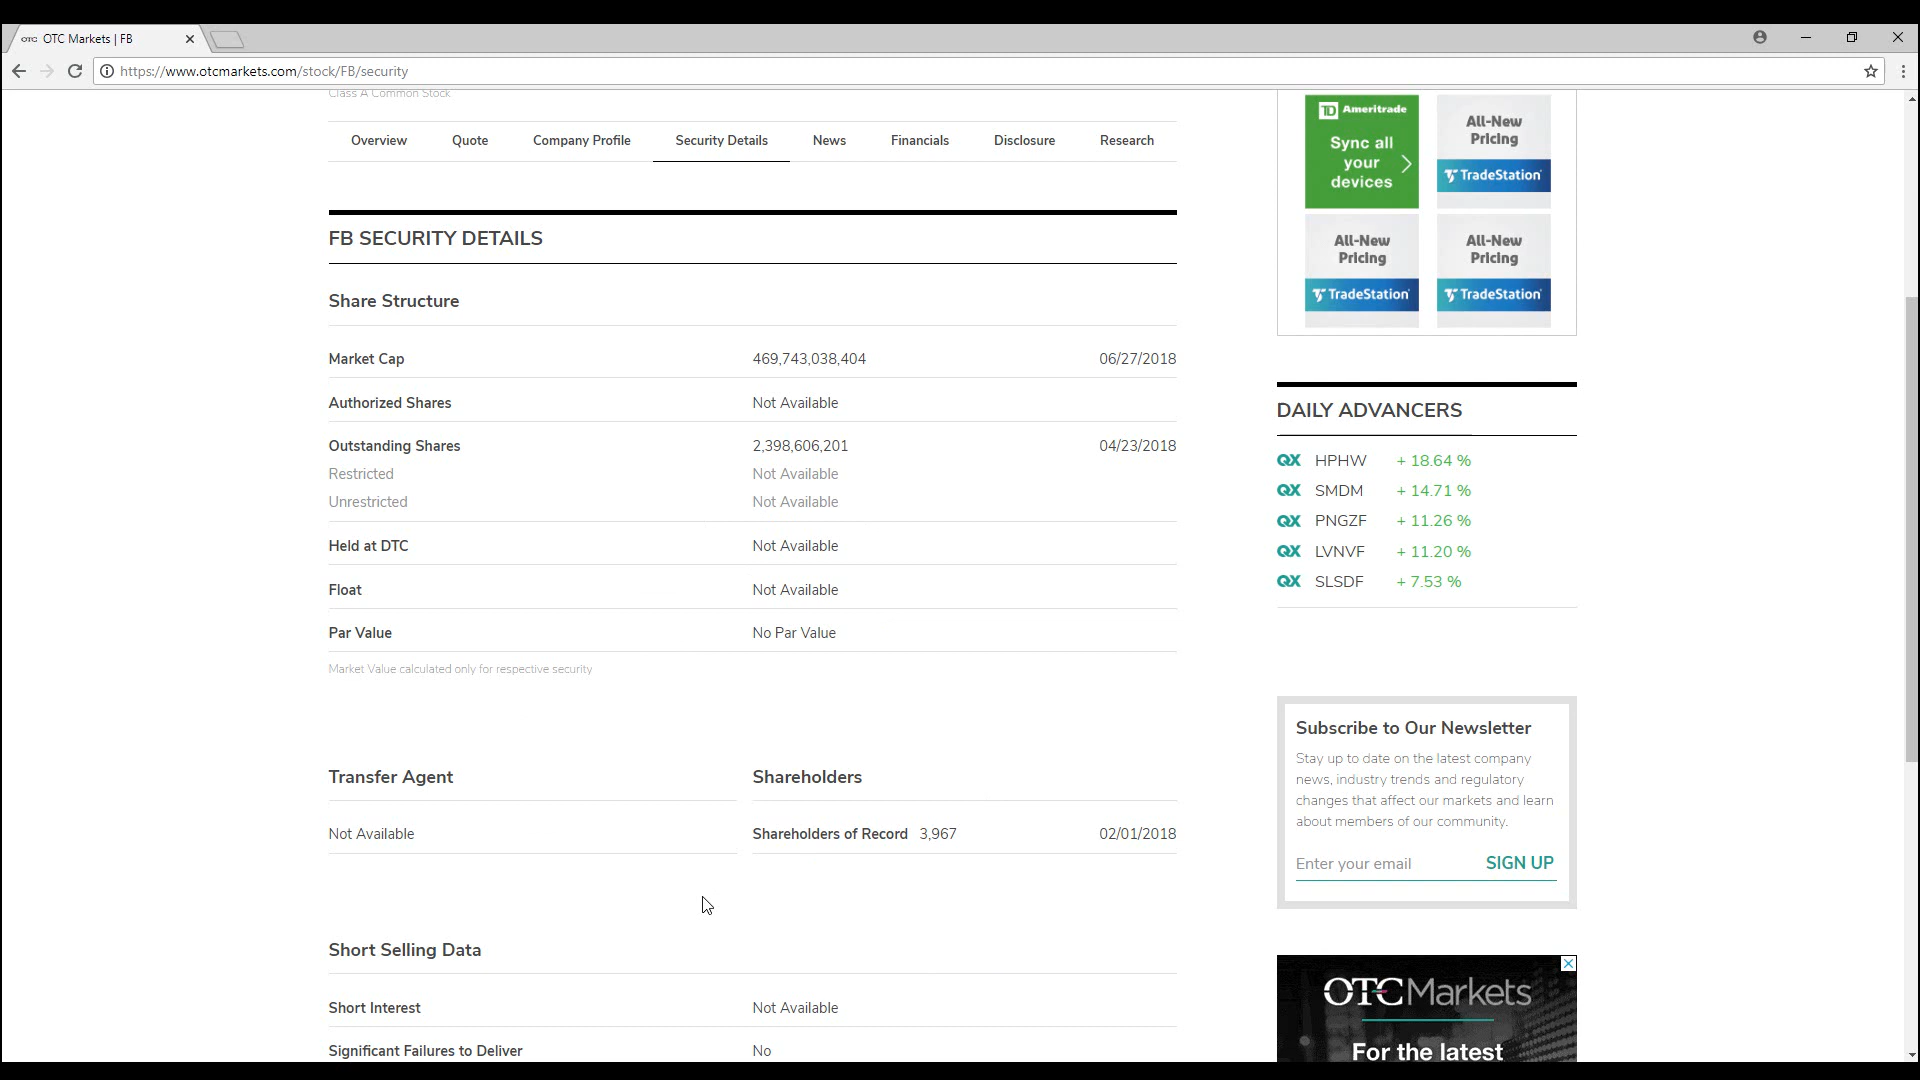 OTC Markets | FB
https://www.otcmarkets.com/stock/FB/security
Class A Common Stock
Overview Quote Company Profile Security Details News Financials Disclosure Research
FB SECURITY DETAILS
Share Structure
Market Cap 469,743,038,404 06/27/2018
Authorized Shares Not Available
Outstanding Shares 2,398,606,201 04/23/2018
Restricted Not Available
Unrestricted Not Available
Held at DTC Not Available
Float Not Available
Par Value No Par Value
Market Value calculated only for respective security
Transfer Agent
Not Available
Shareholders
Shareholders of Record 3,967 02/01/2018
Short Selling Data
Short Interest Not Available
Significant Failures to Deliver No
TD Ameritrade
Sync all
your
devices
All-New
Pricing
TradeStation
All-New
Pricing
TradeStation
All-New
Pricing
TradeStation
DAILY ADVANCERS
QX HPHW + 18.64 %
QX SMDM + 14.71 %
QX PNGZF + 11.26 %
QX LVNVF + 11.20 %
QX SLSDF + 7.53 %
Subscribe to Our Newsletter
Stay up to date on the latest company
news, industry trends and regulatory
changes that affect our markets and learn
about members of our community.
Enter your email SIGN UP
OTC Markets
For the latest